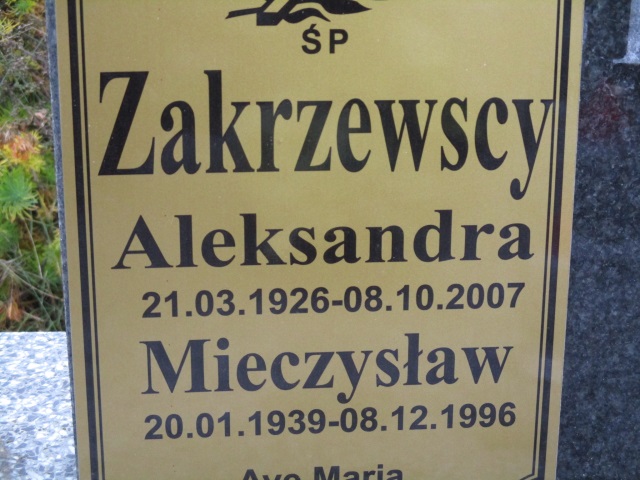 ŚP
Zakrzewscy
Aleksandra
21.03.1926-08.10.2007
Mieczysław
20.01.1939-08.12.1996
Ave Maria